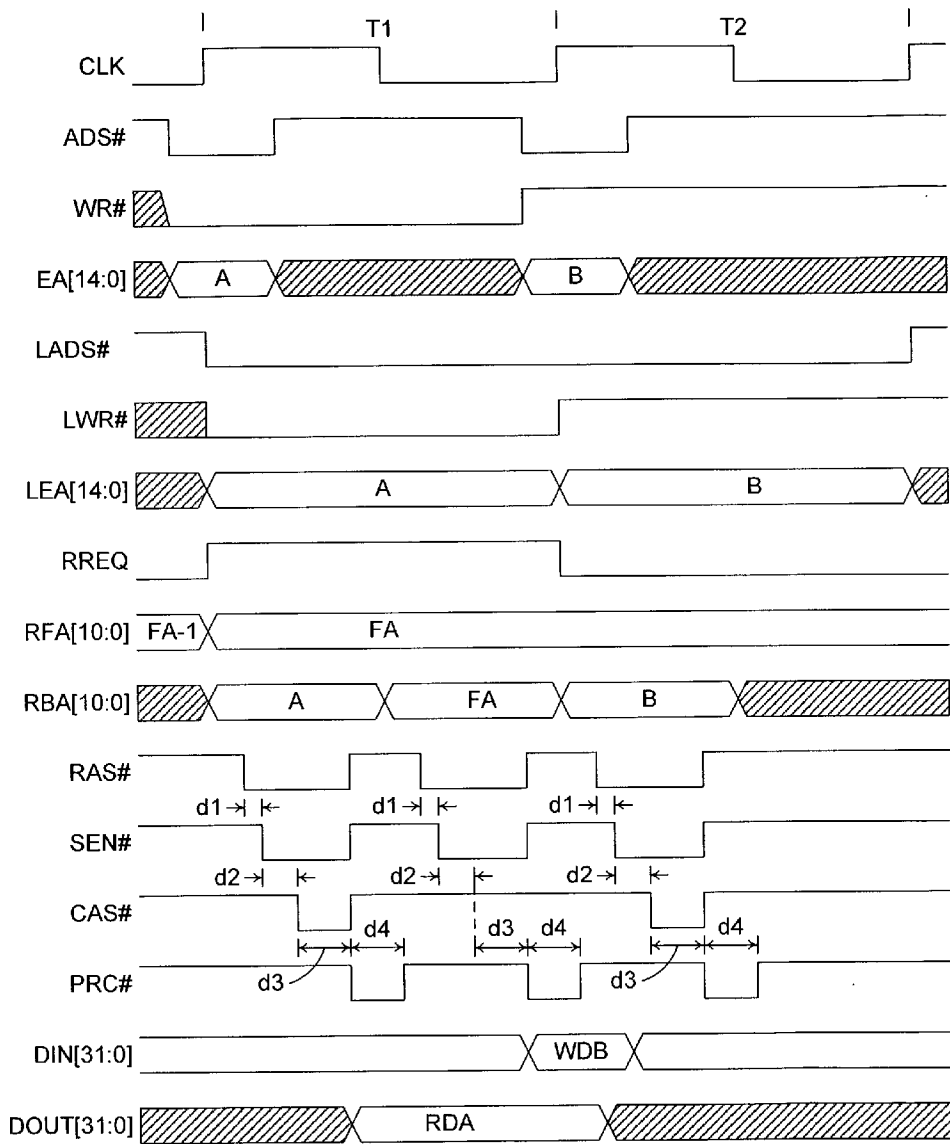 T1 T2
CLK
ADS#
WR#
EA[14:0] A B
LADS#
LWR#
LEA[14:0] A B
RREQ
RFA[10:0] FA-1 FA
RBA[10:0] A FA B
RAS#
d1 d1 d1
SEN#
d2 d2 d2
CAS#
d4 d3 d4 d4
d3 d3
PRC#
DIN[31:0] WDB
DOUT[31:0] RDA